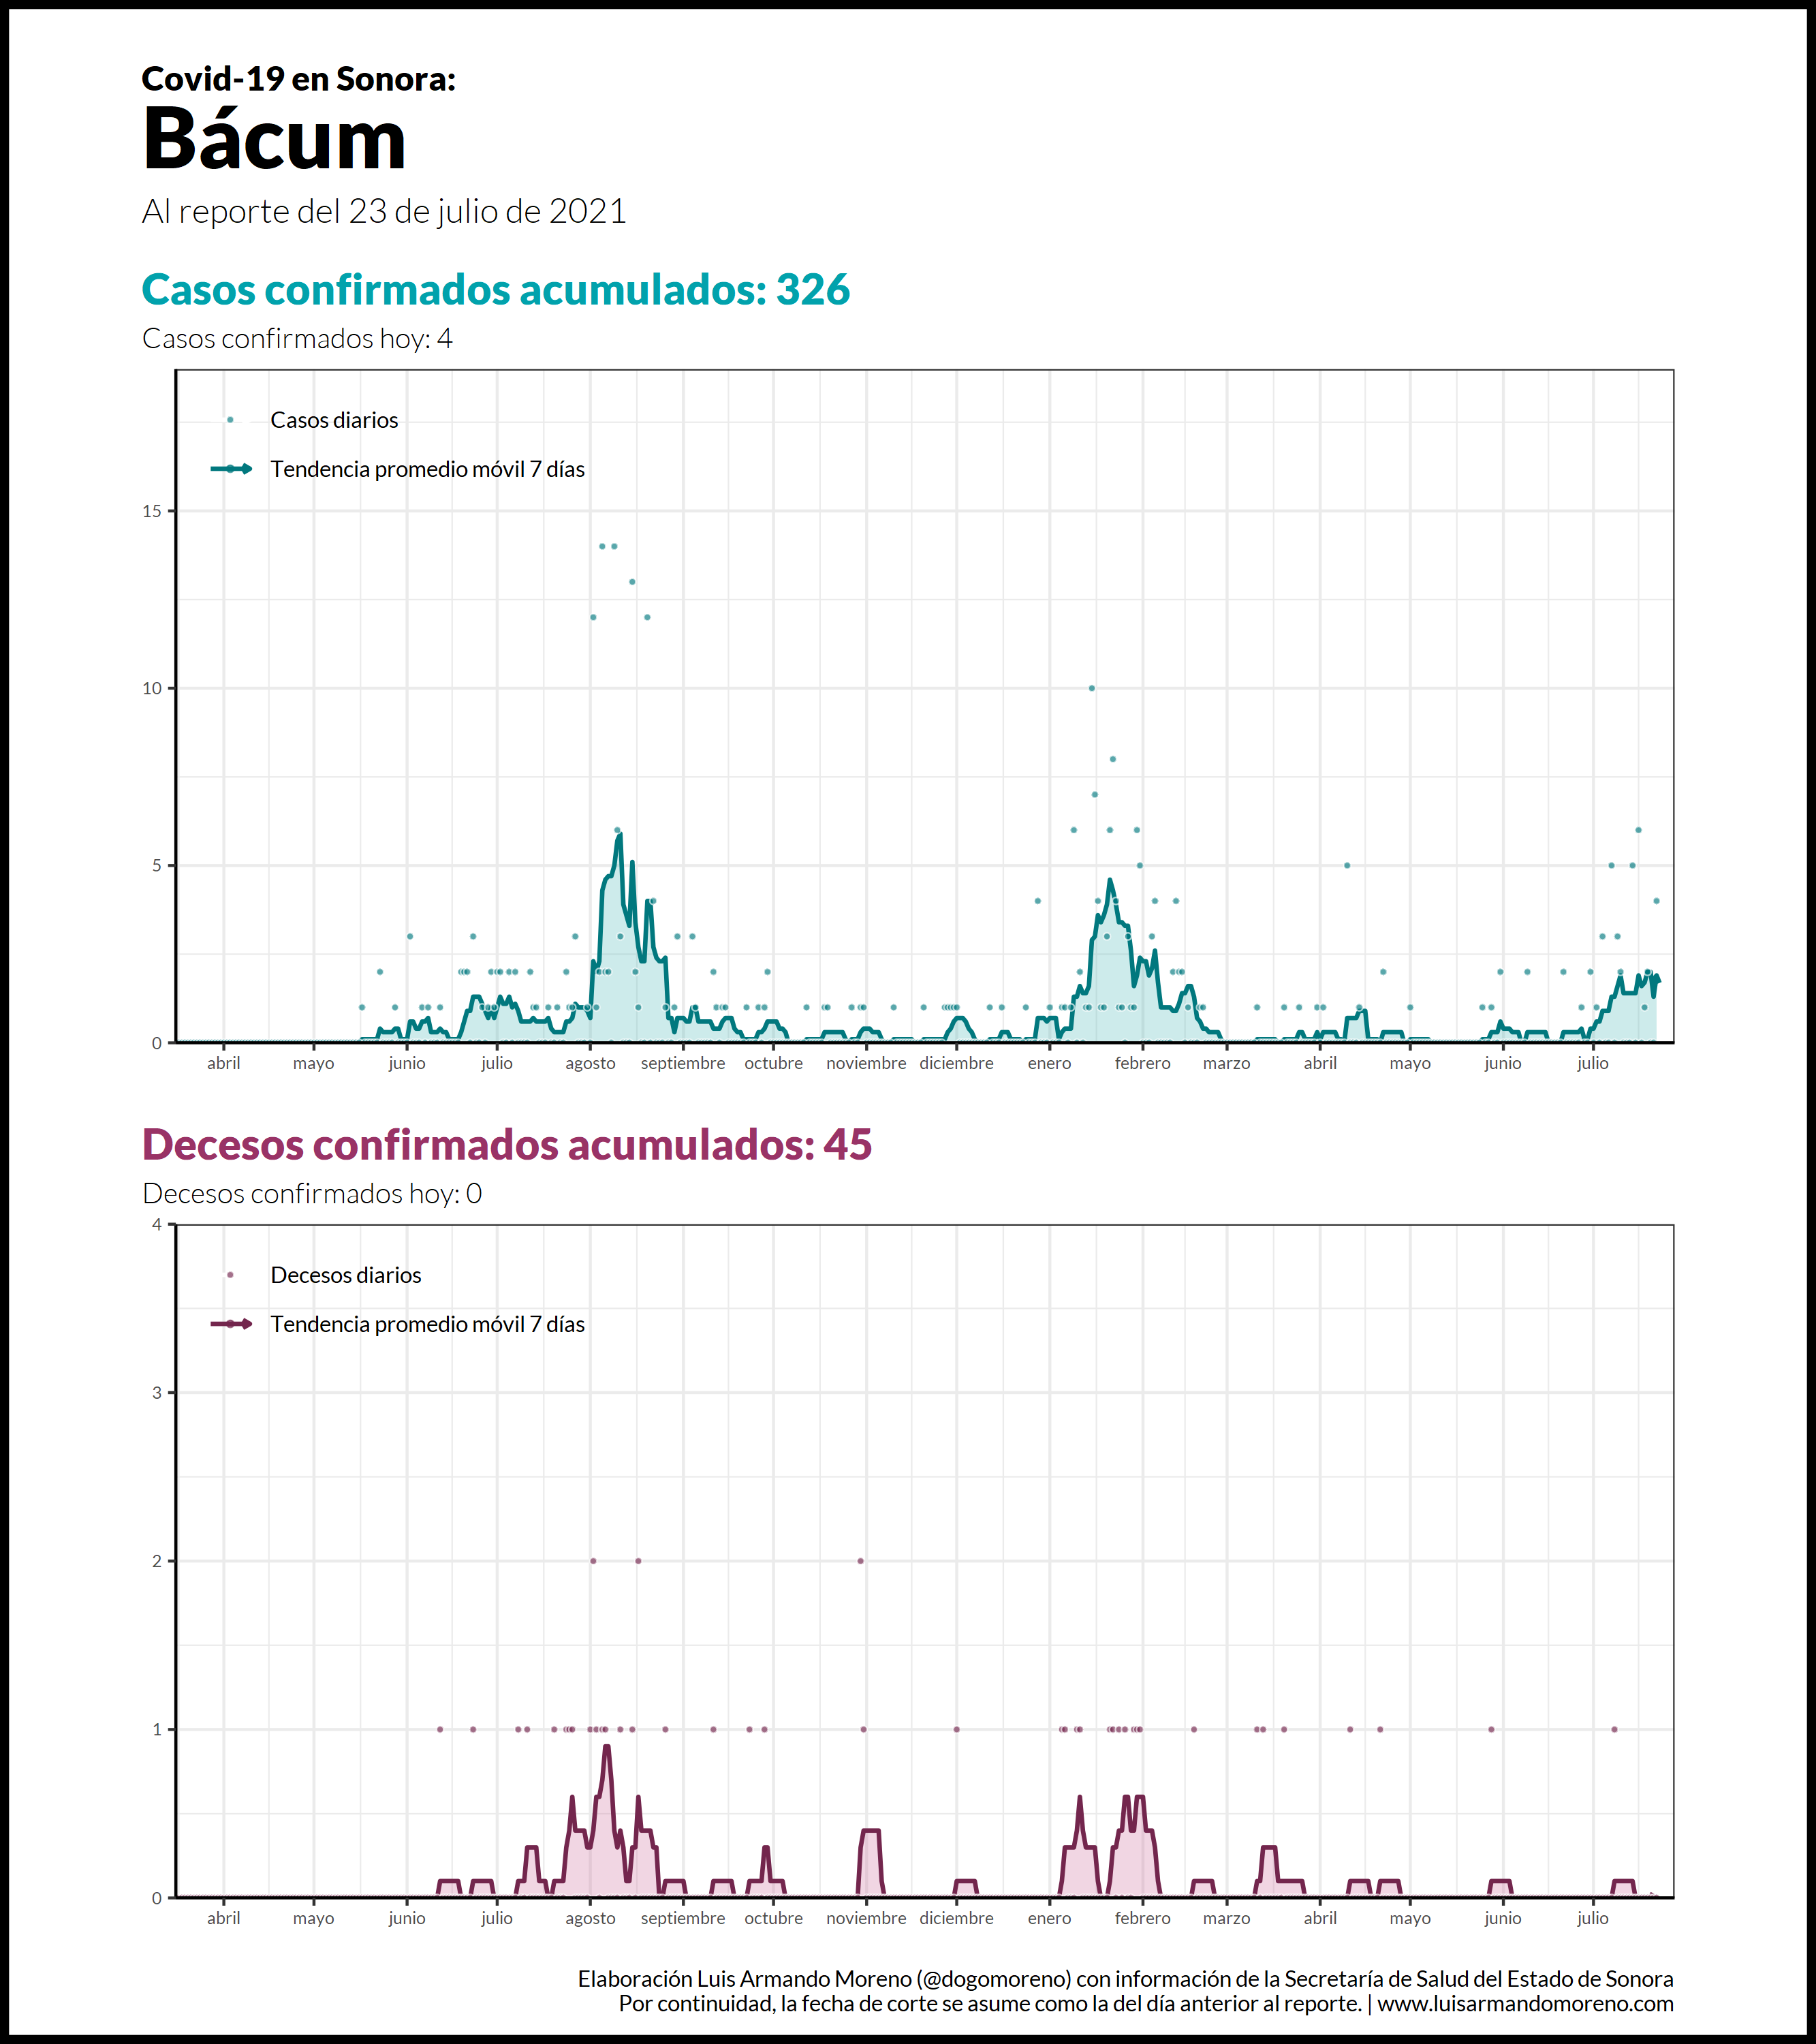 Covid-19 en Sonora:
Bácum
Al reporte del 23 de julio de 2021
Casos confirmados acumulados: 326
Casos confirmados hoy: 4
Casos diarios
Tendencia promedio móvil 7 días
15
10
5
0
abril mayo junio julio agosto septiembre octubre noviembre diciembre enero febrero marzo abril mayo junio julio
Decesos confirmados acumulados: 45
Decesos confirmados hoy: 0
4
Decesos diarios
Tendencia promedio móvil 7 días
3
2
1
0
abril mayo junio julio agosto septiembre octubre noviembre diciembre enero febrero marzo abril mayo junio julio
Elaboración Luis Armando Moreno (@dogomoreno) con información de la Secretaría de Salud del Estado de Sonora
Por continuidad, la fecha de corte se asume como la del día anterior al reporte. | www.luisarmandomoreno.com